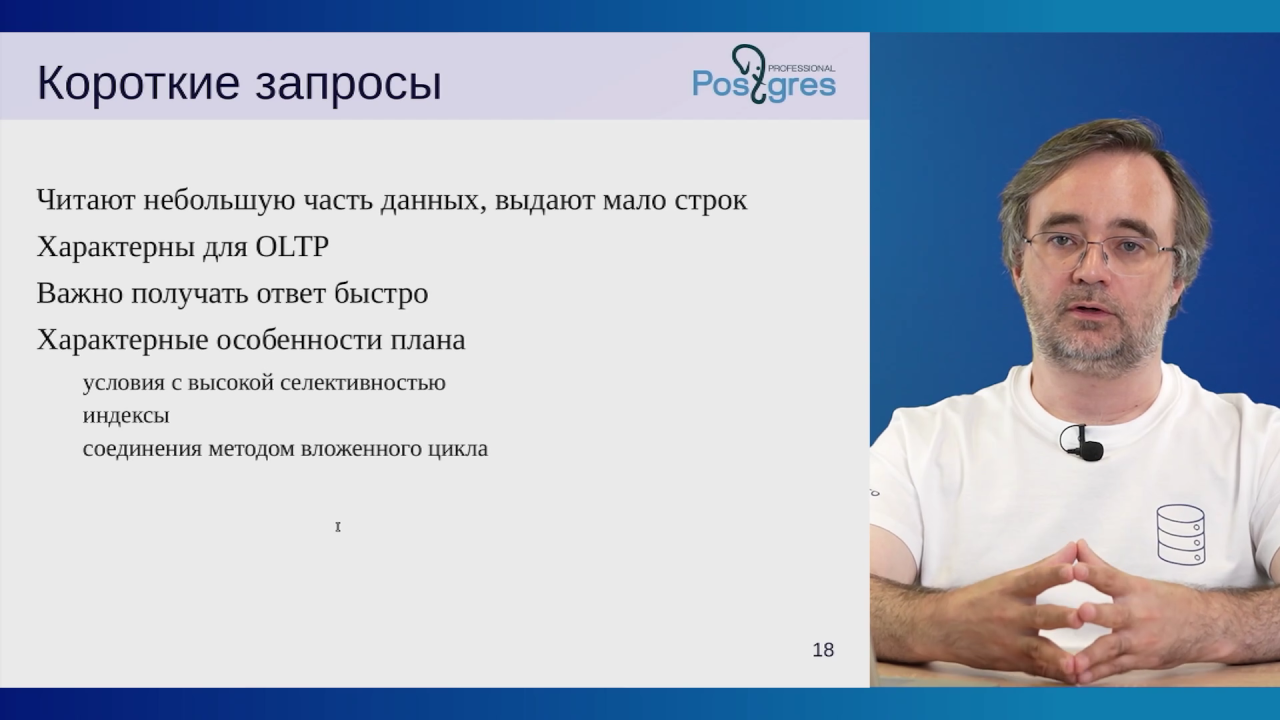 Короткие запросы
PROFESSIONAL
Postgres
Читают небольшую часть данных, выдают мало строк
Характерны для OLTP
Важно получать ответ быстро
Характерные особенности плана
условия с высокой селективностью
индексы
соединения методом вложенного цикла
18